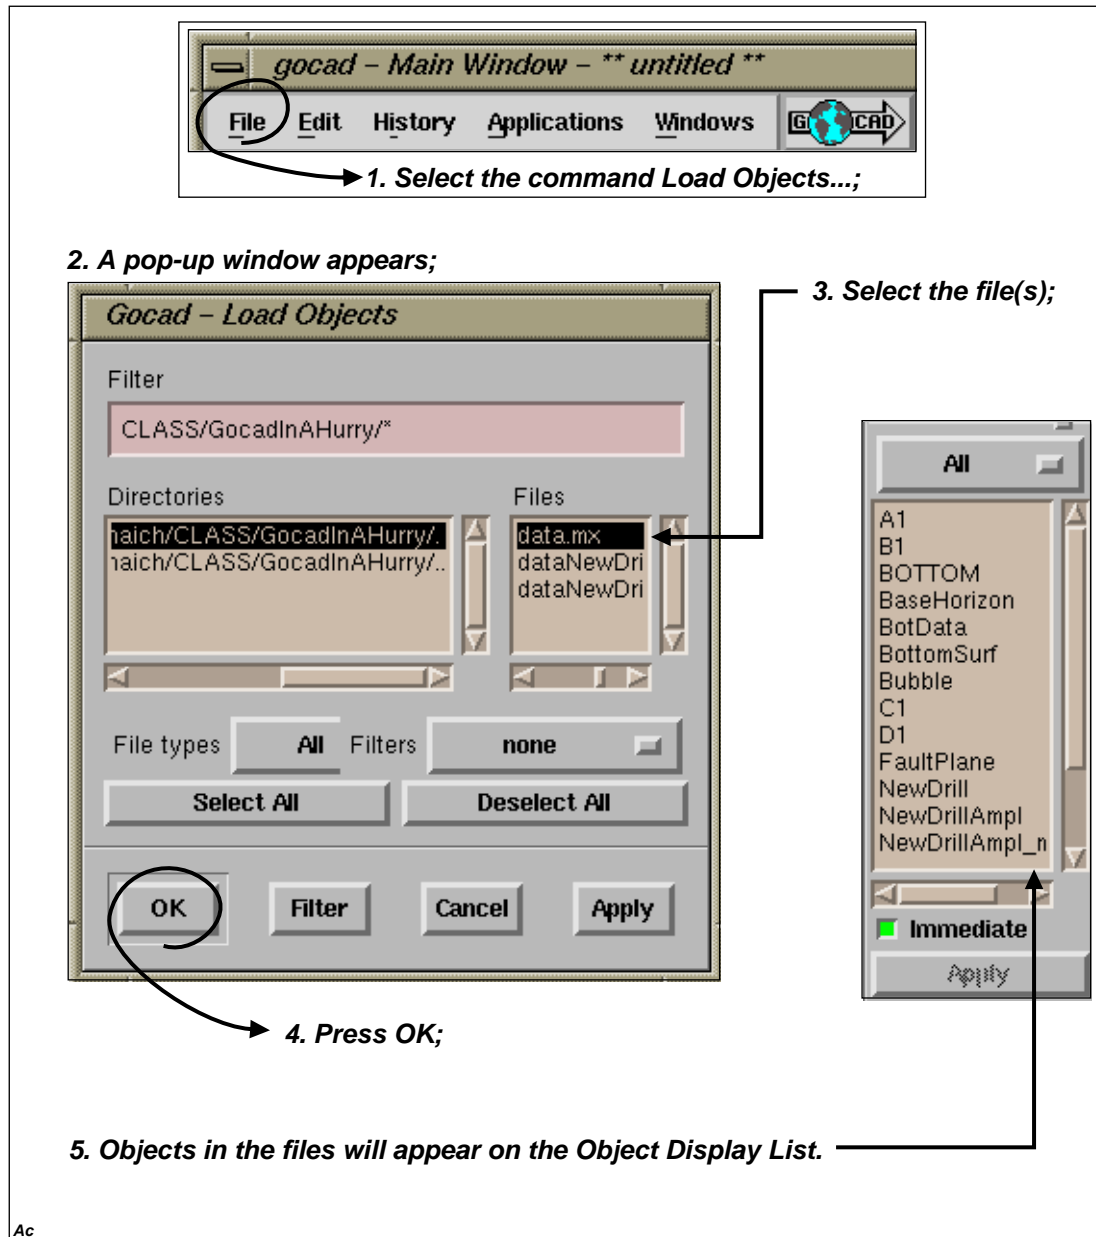 gocad – Main Window – ** untitled **
File Edit History Applications Windows GOCAD
1. Select the command Load Objects...;
2. A pop-up window appears;
3. Select the file(s);
Gocad – Load Objects
Filter
CLASS/GocadInAHurry/*
Directories
Files
naich/CLASS/GocadInAHurry/.
naich/CLASS/GocadInAHurry/..
data.mx
dataNewDri
dataNewDri
File types All Filters none
Select All Deselect All
OK Filter Cancel Apply
All
A1
B1
BOTTOM
BaseHorizon
BotData
BottomSurf
Bubble
C1
D1
FaultPlane
NewDrill
NewDrillAmpl
NewDrillAmpl_n
Immediate
Apply
4. Press OK;
5. Objects in the files will appear on the Object Display List.
Ac